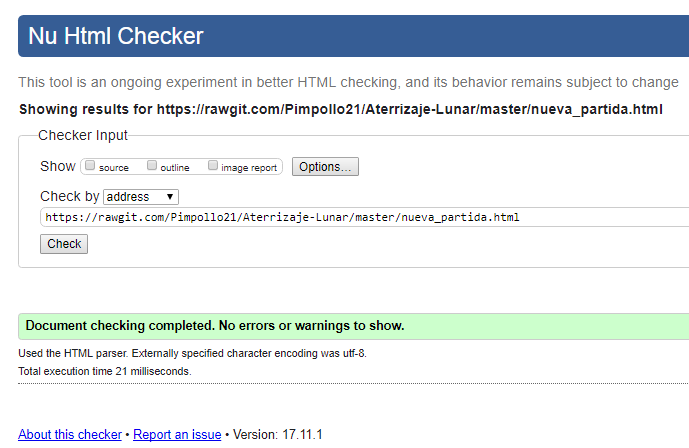 Nu Html Checker
This tool is an ongoing experiment in better HTML checking, and its behavior remains subject to change
Showing results for https://rawgit.com/Pimpollo21/Aterrizaje-Lunar/master/nueva_partida.html
Checker Input
Show source outline image report Options...
Check by address
https://rawgit.com/Pimpollo21/Aterrizaje-Lunar/master/nueva_partida.html
Check
Document checking completed. No errors or warnings to show.
Used the HTML parser. Externally specified character encoding was utf-8.
Total execution time 21 milliseconds.
About this checker • Report an issue • Version: 17.11.1